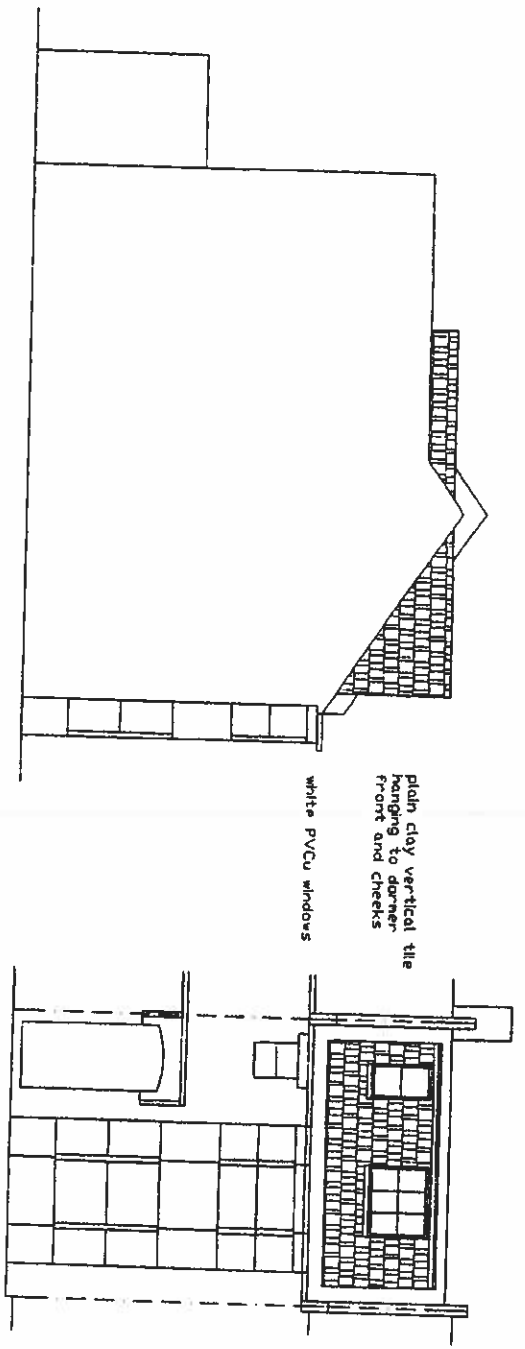 plain clay vertical tile
hanging to dormer
front and cheeks
white PVCu windows